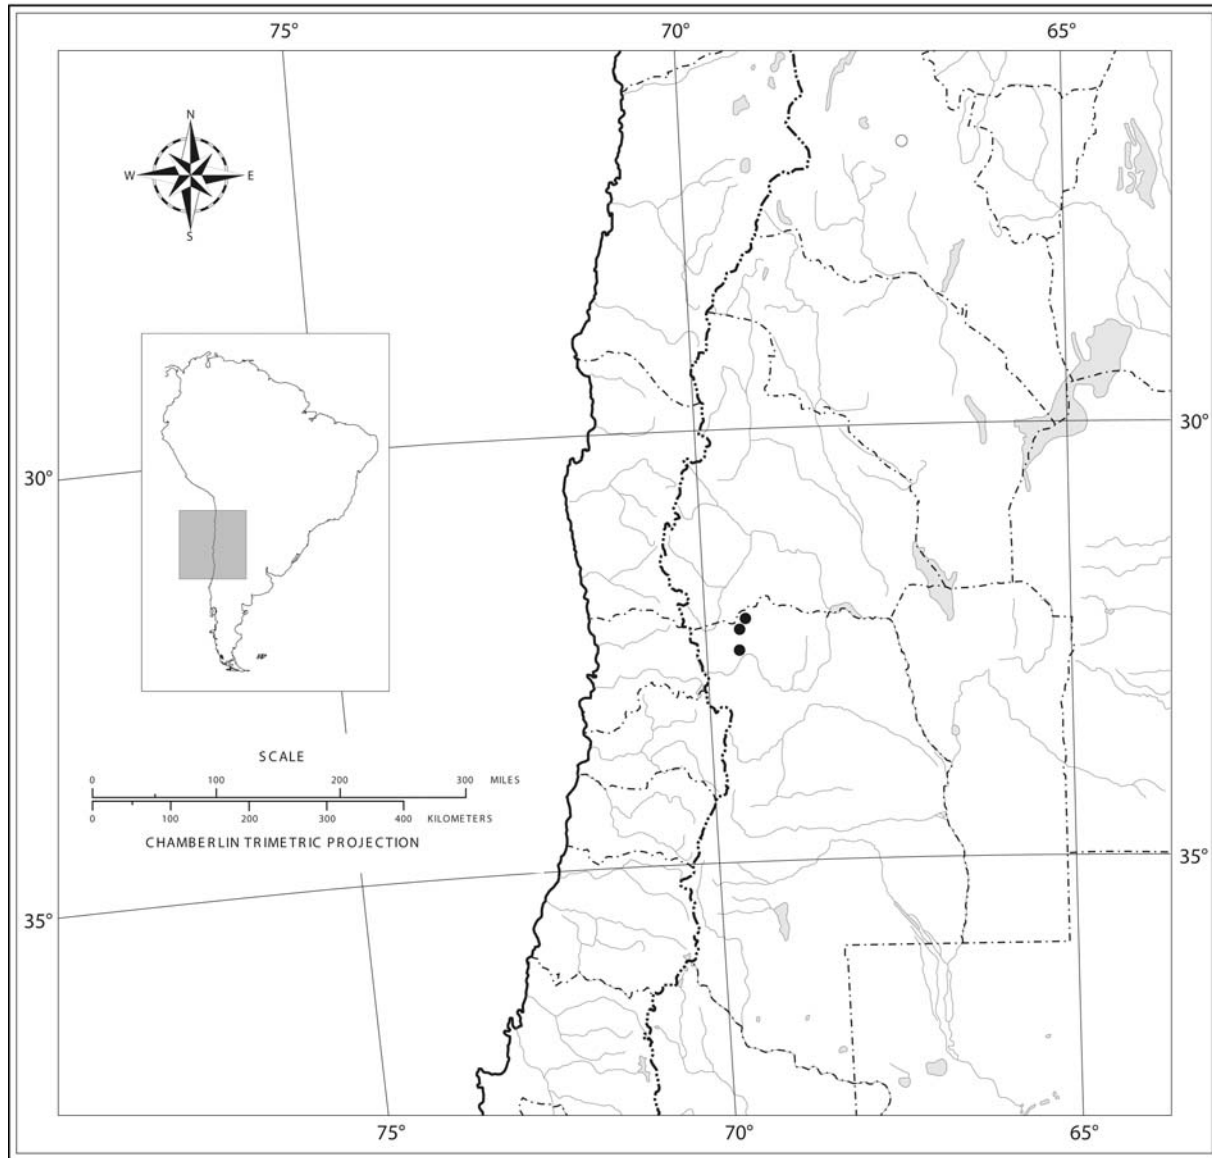 75° 70° 65°
N
W E
S
30°
30°
SCALE
0 100 200 300 MILES
0 100 200 300 400 KILOMETERS
CHAMBERLIN TRIMETRIC PROJECTION
35°
35°
75° 70° 65°